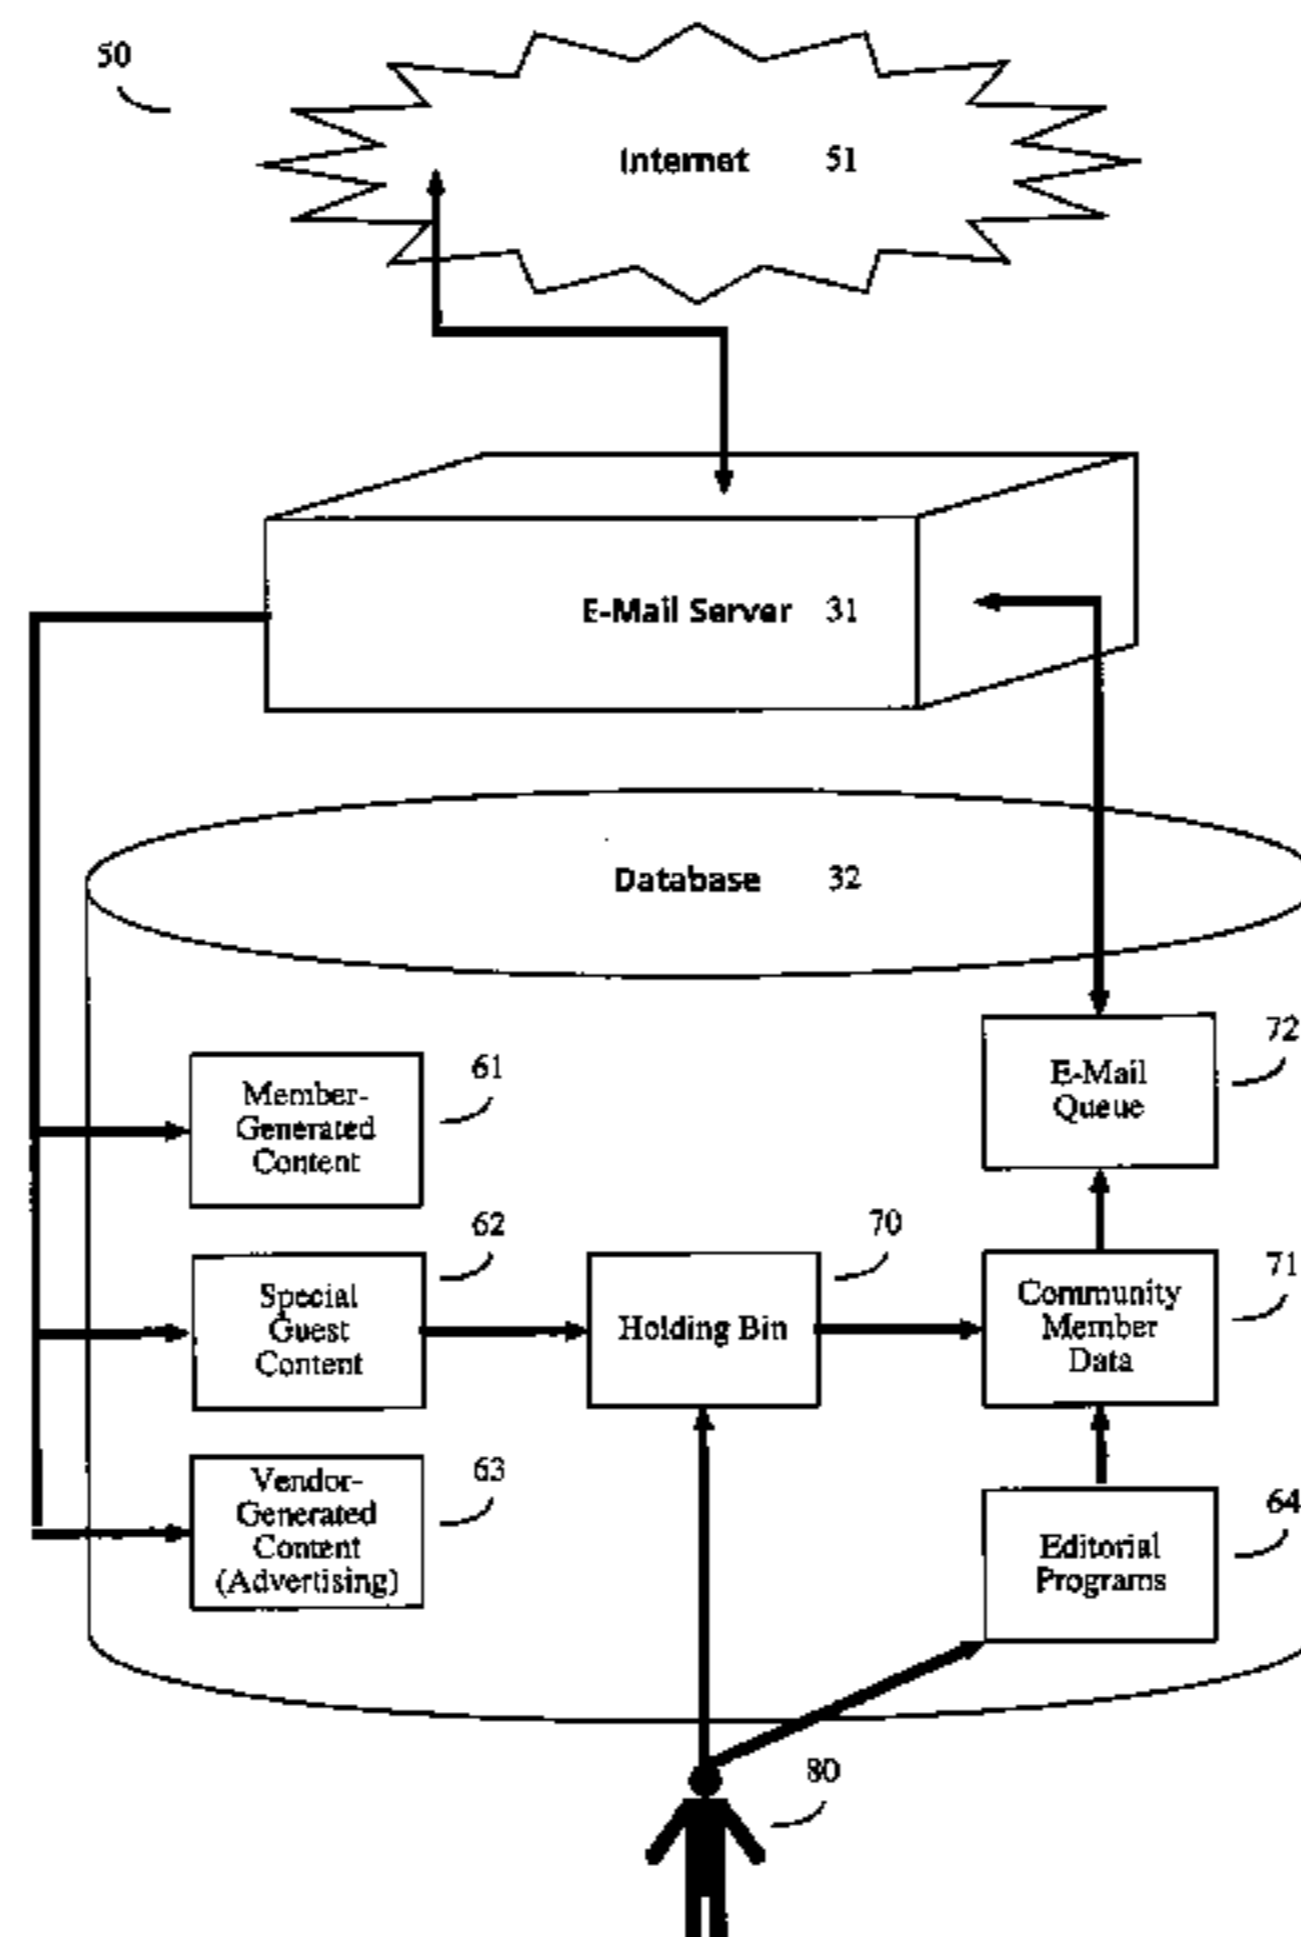 50
Internet 51
E-Mail Server 31
Database 32
72
E-Mail
Queue
61
Member-
Generated
Content
62
Special
Guest
Content
70
Holding Bin
71
Community
Member
Data
63
Vendor-
Generated
Content
(Advertising)
64
Editorial
Programs
80